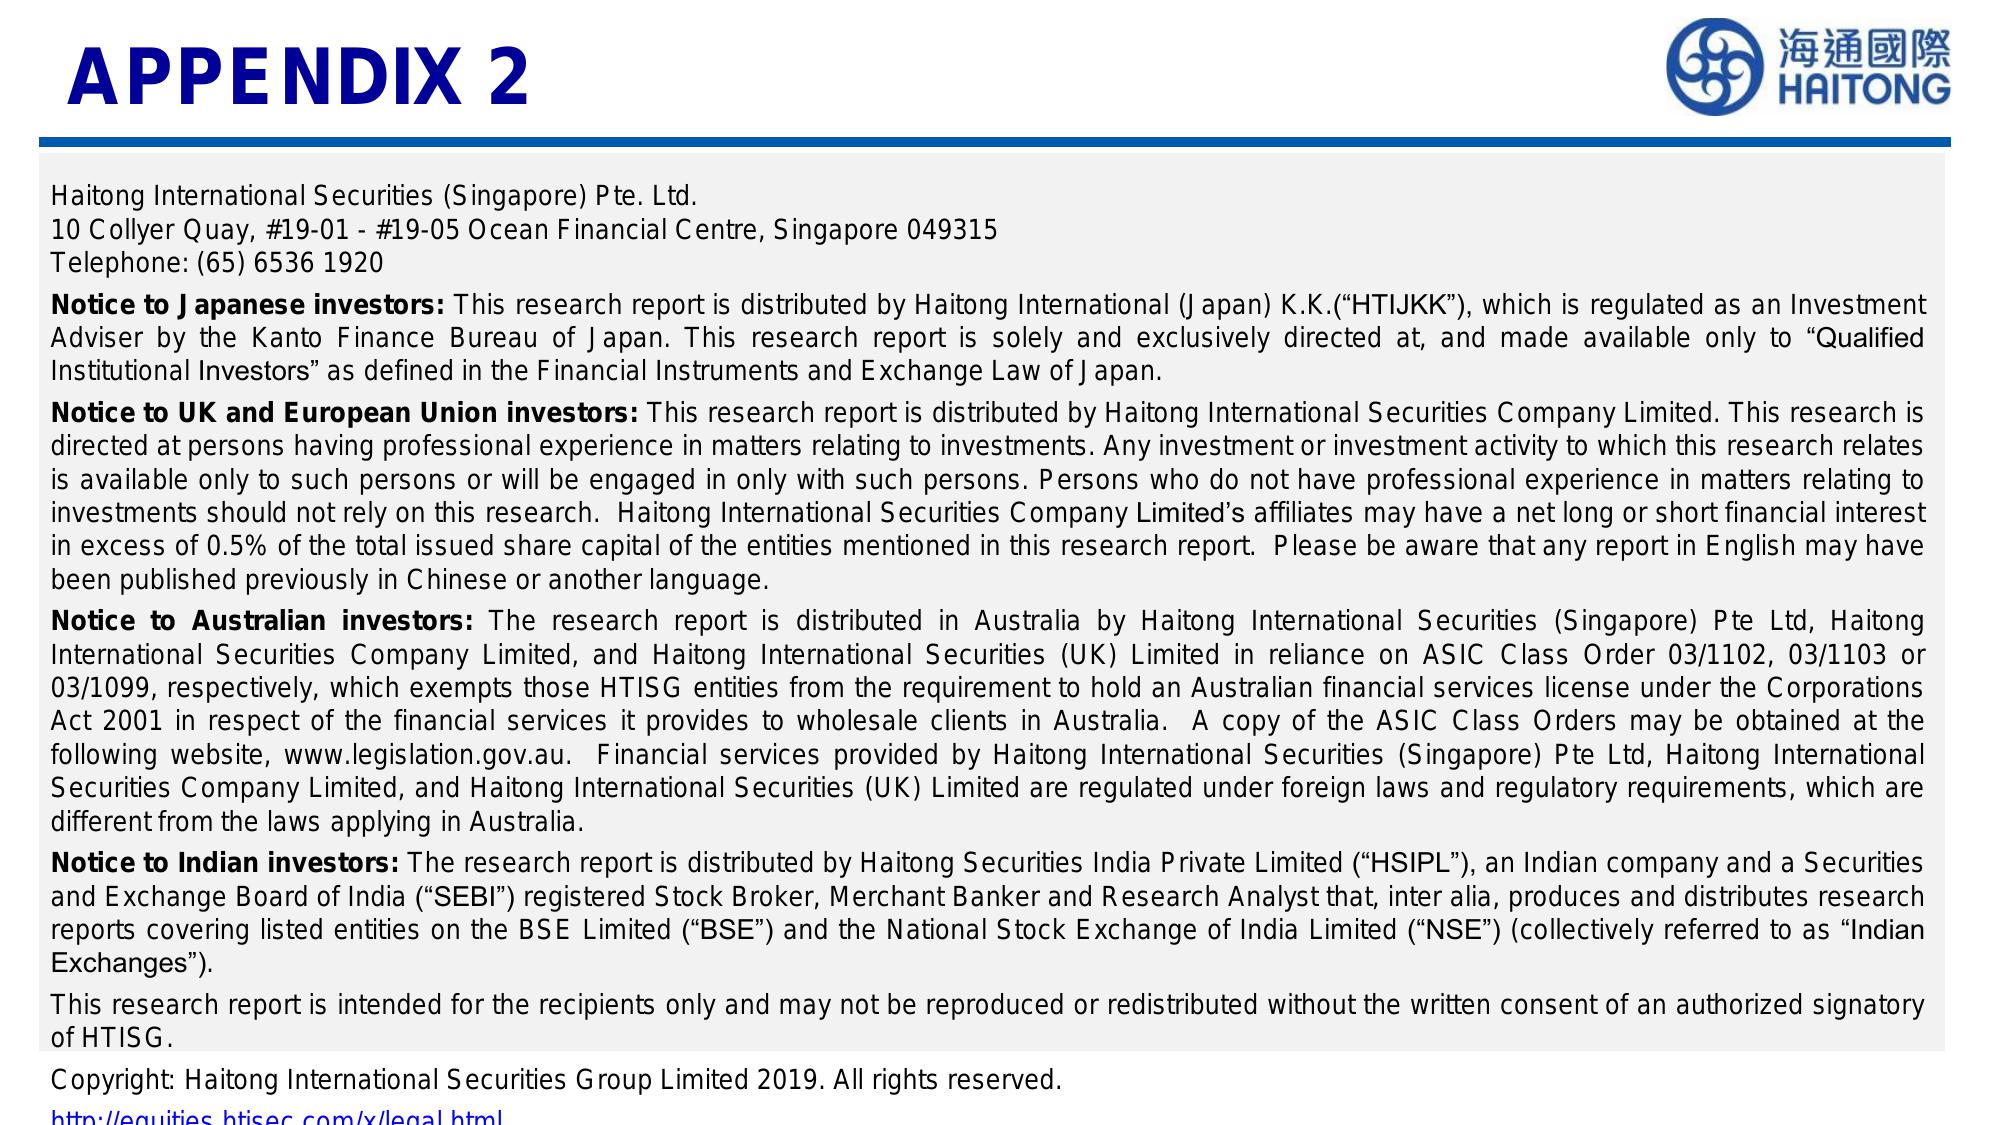 APPENDIX 2
海通國際
HAITONG
Haitong International Securities (Singapore) Pte. Ltd.
10 Collyer Quay, #19-01 - #19-05 Ocean Financial Centre, Singapore 049315
Telephone: (65) 6536 1920
Notice to Japanese investors: This research report is distributed by Haitong International (Japan) K.K.(“HTIJKK”), which is regulated as an Investment
Adviser by the Kanto Finance Bureau of Japan. This research report is solely and exclusively directed at, and made available only to “Qualified
Institutional Investors” as defined in the Financial Instruments and Exchange Law of Japan.
Notice to UK and European Union investors: This research report is distributed by Haitong International Securities Company Limited. This research is
directed at persons having professional experience in matters relating to investments. Any investment or investment activity to which this research relates
is available only to such persons or will be engaged in only with such persons. Persons who do not have professional experience in matters relating to
investments should not rely on this research.  Haitong International Securities Company Limited’s affiliates may have a net long or short financial interest
in excess of 0.5% of the total issued share capital of the entities mentioned in this research report.  Please be aware that any report in English may have
been published previously in Chinese or another language.
Notice to Australian investors: The research report is distributed in Australia by Haitong International Securities (Singapore) Pte Ltd, Haitong
International Securities Company Limited, and Haitong International Securities (UK) Limited in reliance on ASIC Class Order 03/1102, 03/1103 or
03/1099, respectively, which exempts those HTISG entities from the requirement to hold an Australian financial services license under the Corporations
Act 2001 in respect of the financial services it provides to wholesale clients in Australia.  A copy of the ASIC Class Orders may be obtained at the
following website, www.legislation.gov.au.  Financial services provided by Haitong International Securities (Singapore) Pte Ltd, Haitong International
Securities Company Limited, and Haitong International Securities (UK) Limited are regulated under foreign laws and regulatory requirements, which are
different from the laws applying in Australia.
Notice to Indian investors: The research report is distributed by Haitong Securities India Private Limited (“HSIPL”), an Indian company and a Securities
and Exchange Board of India (“SEBI”) registered Stock Broker, Merchant Banker and Research Analyst that, inter alia, produces and distributes research
reports covering listed entities on the BSE Limited (“BSE”) and the National Stock Exchange of India Limited (“NSE”) (collectively referred to as “Indian
Exchanges”).
This research report is intended for the recipients only and may not be reproduced or redistributed without the written consent of an authorized signatory
of HTISG.
Copyright: Haitong International Securities Group Limited 2019. All rights reserved.
http://equities.htisec.com/x/legal.html